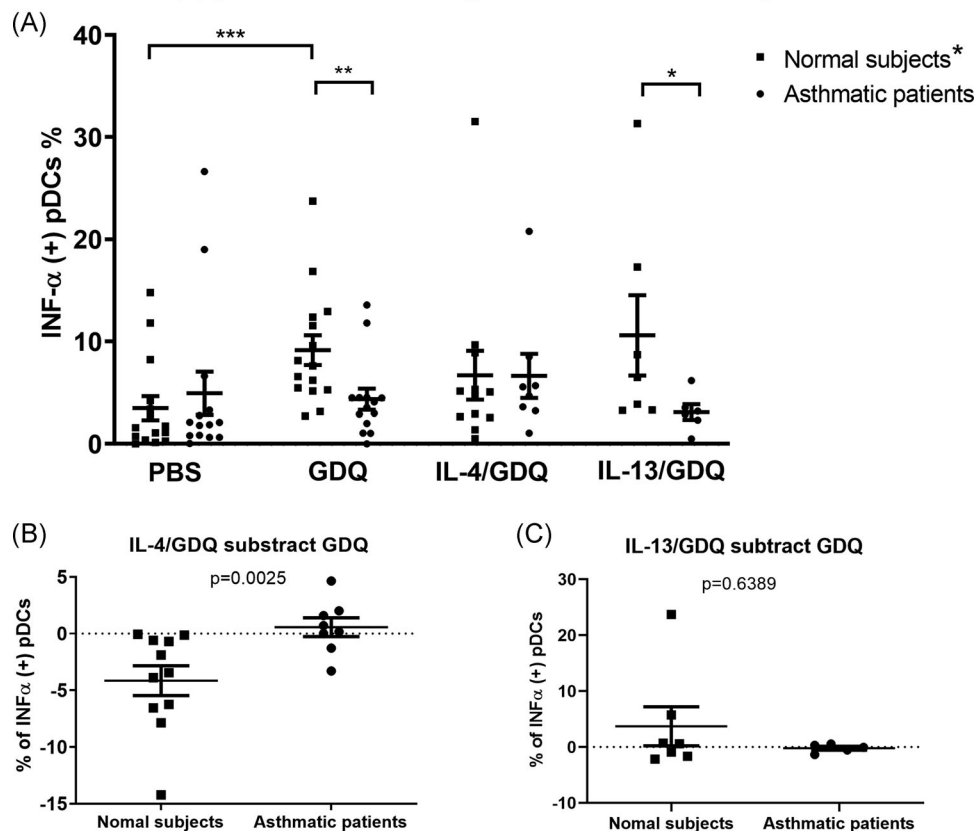 (A)
INF-α (+) pDCs %
40
30
20
10
0
***
**
*
Normal subjects*
Asthmatic patients
PBS GDQ IL-4/GDQ IL-13/GDQ
(B)
IL-4/GDQ substract GDQ
p=0.0025
% of INFα (+) pDCs
5
0
-5
-10
-15
Nomal subjects Asthmatic patients
(C)
IL-13/GDQ subtract GDQ
p=0.6389
% of INFα (+) pDCs
30
20
10
0
-10
Nomal subjects Asthmatic patients